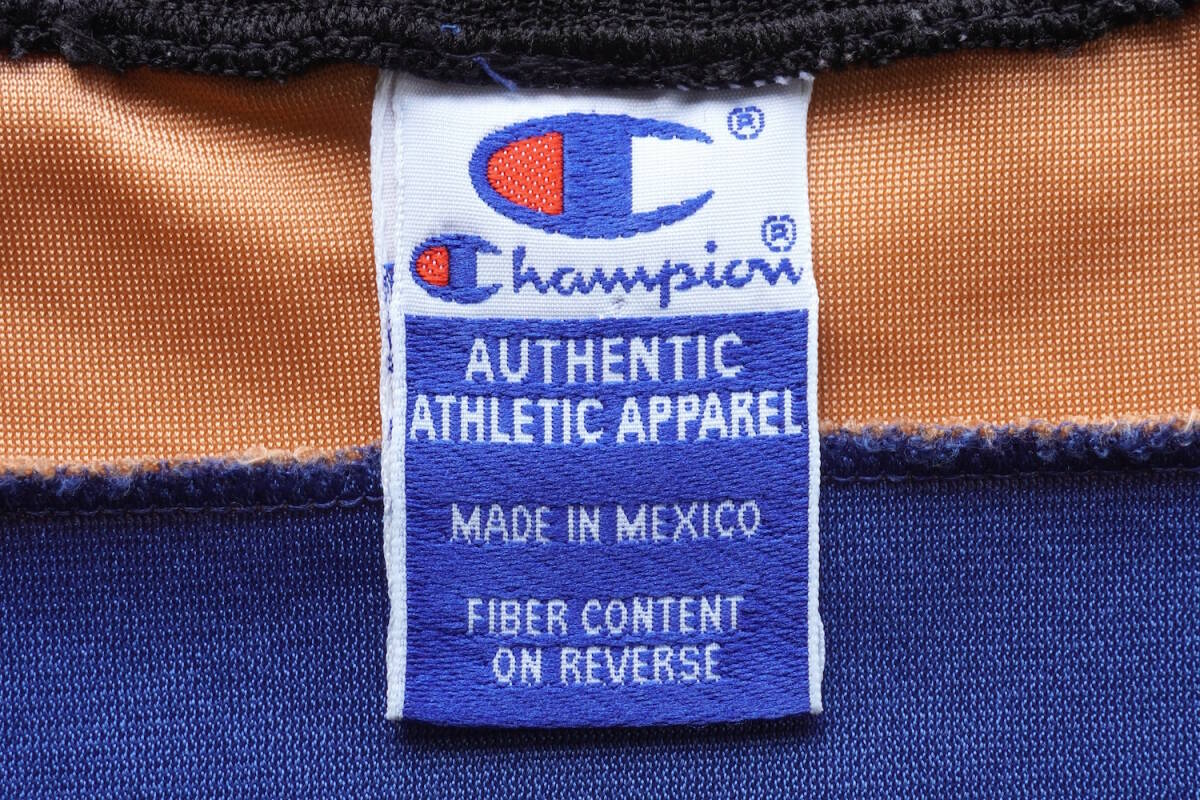 ®
Champion®
AUTHENTIC
ATHLETIC APPAREL
MADE IN MEXICO
FIBER CONTENT
ON REVERSE